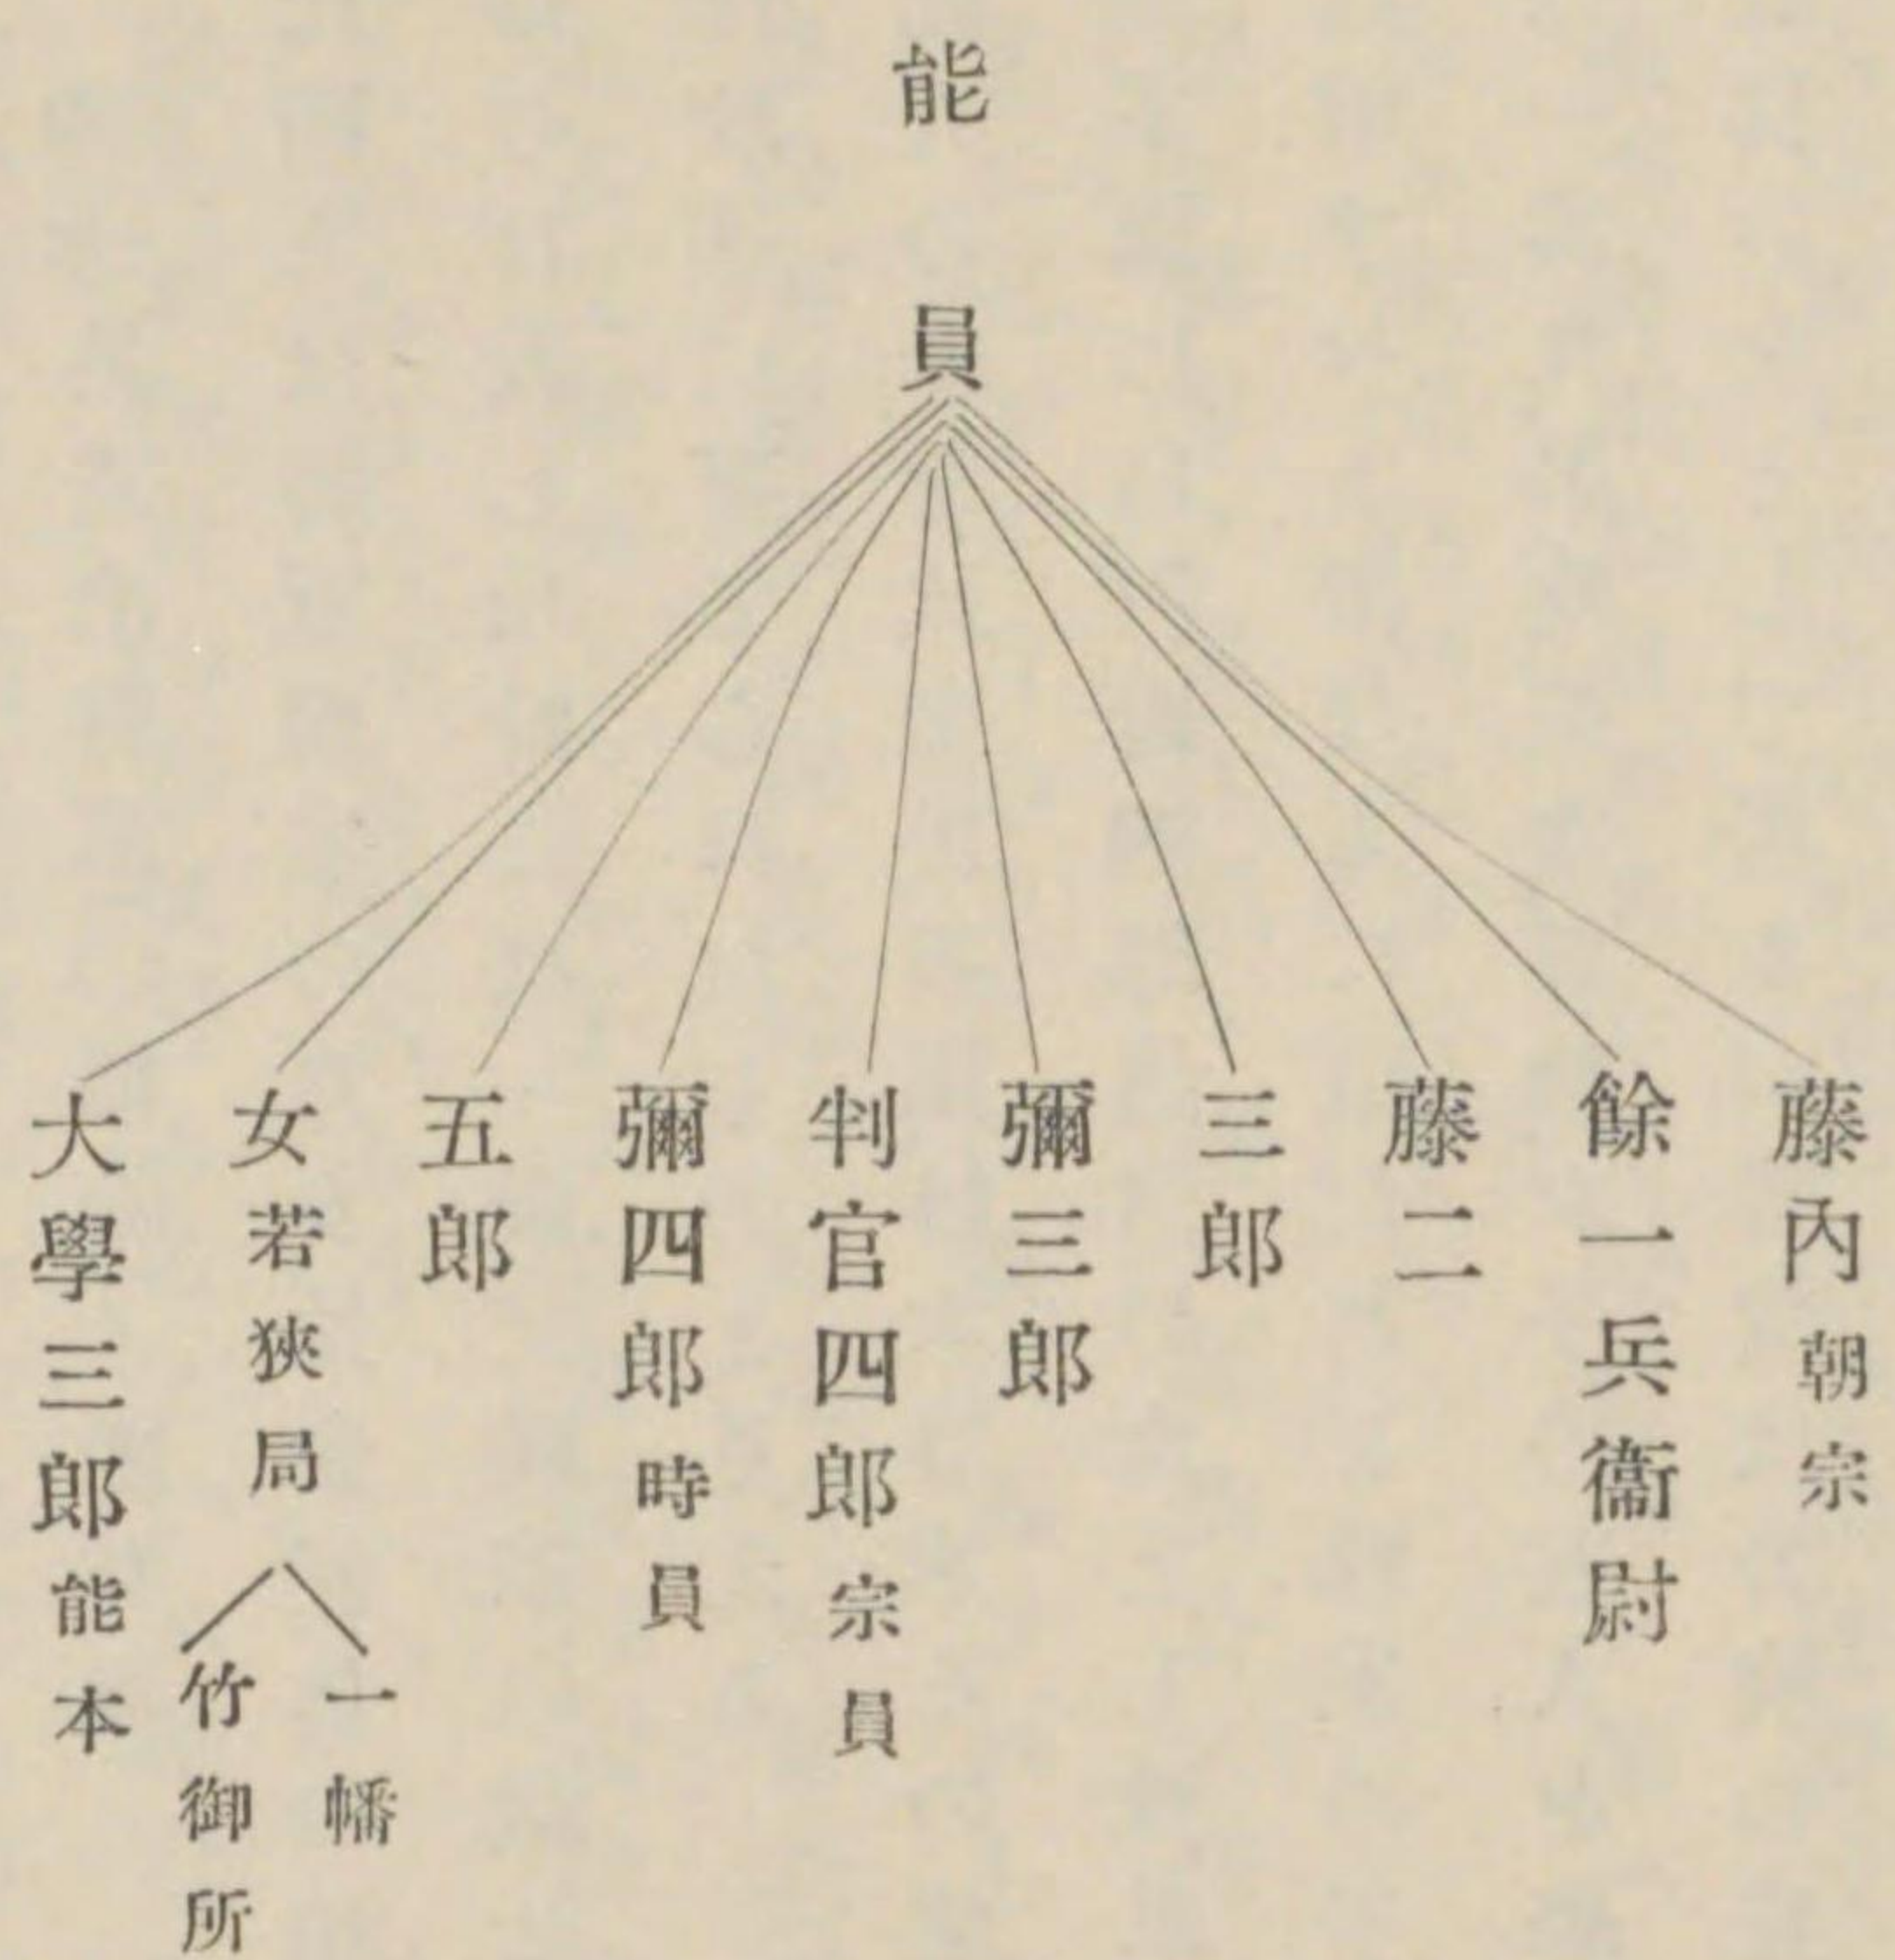 能員
藤內朝宗
餘一兵衞尉
藤二
三郎
彌三郎
判官四郎宗員
彌四郎時員
五郎
女若狹局
一幡
竹御所
大學三郎能本